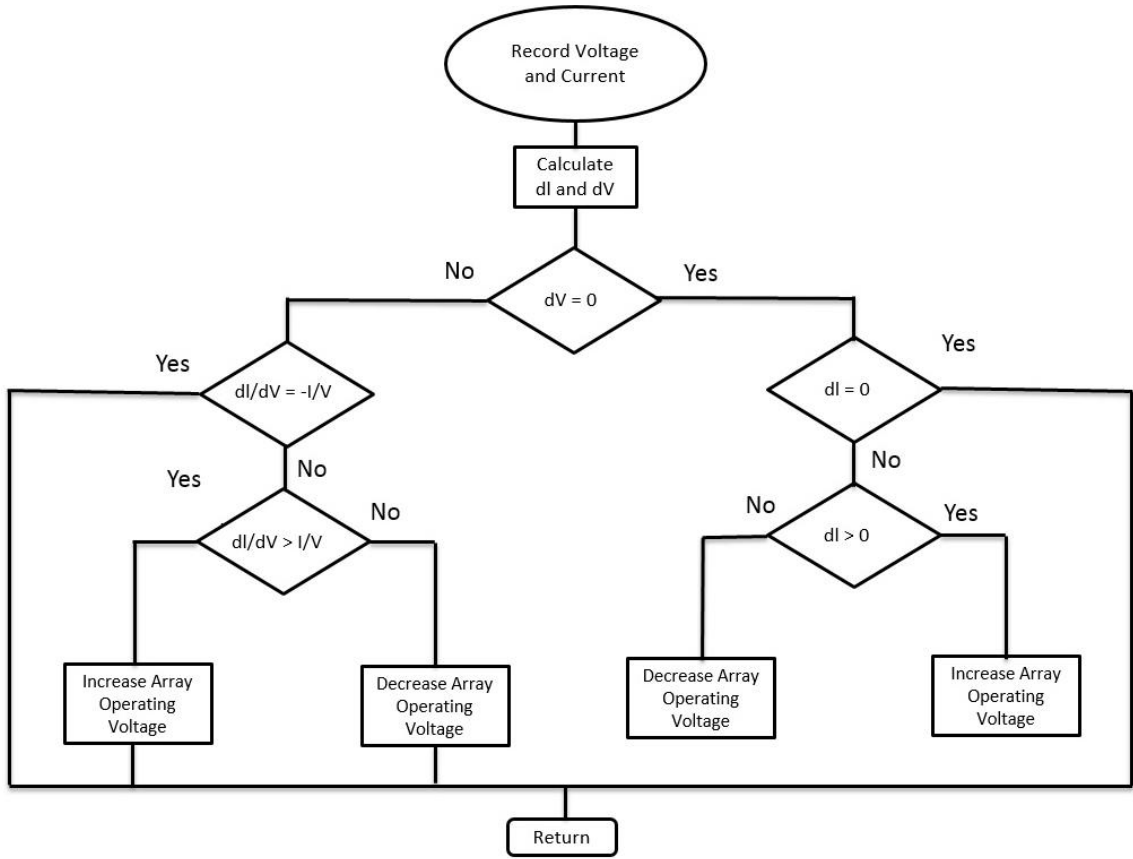 Record Voltage
and Current
Calculate
dI and dV
No
Yes
dV = 0
Yes
Yes
dI/dV = -I/V
dI = 0
No
No
Yes
No
No
Yes
dI/dV > I/V
dI > 0
Increase Array
Operating
Voltage
Decrease Array
Operating
Voltage
Decrease Array
Operating
Voltage
Increase Array
Operating
Voltage
Return